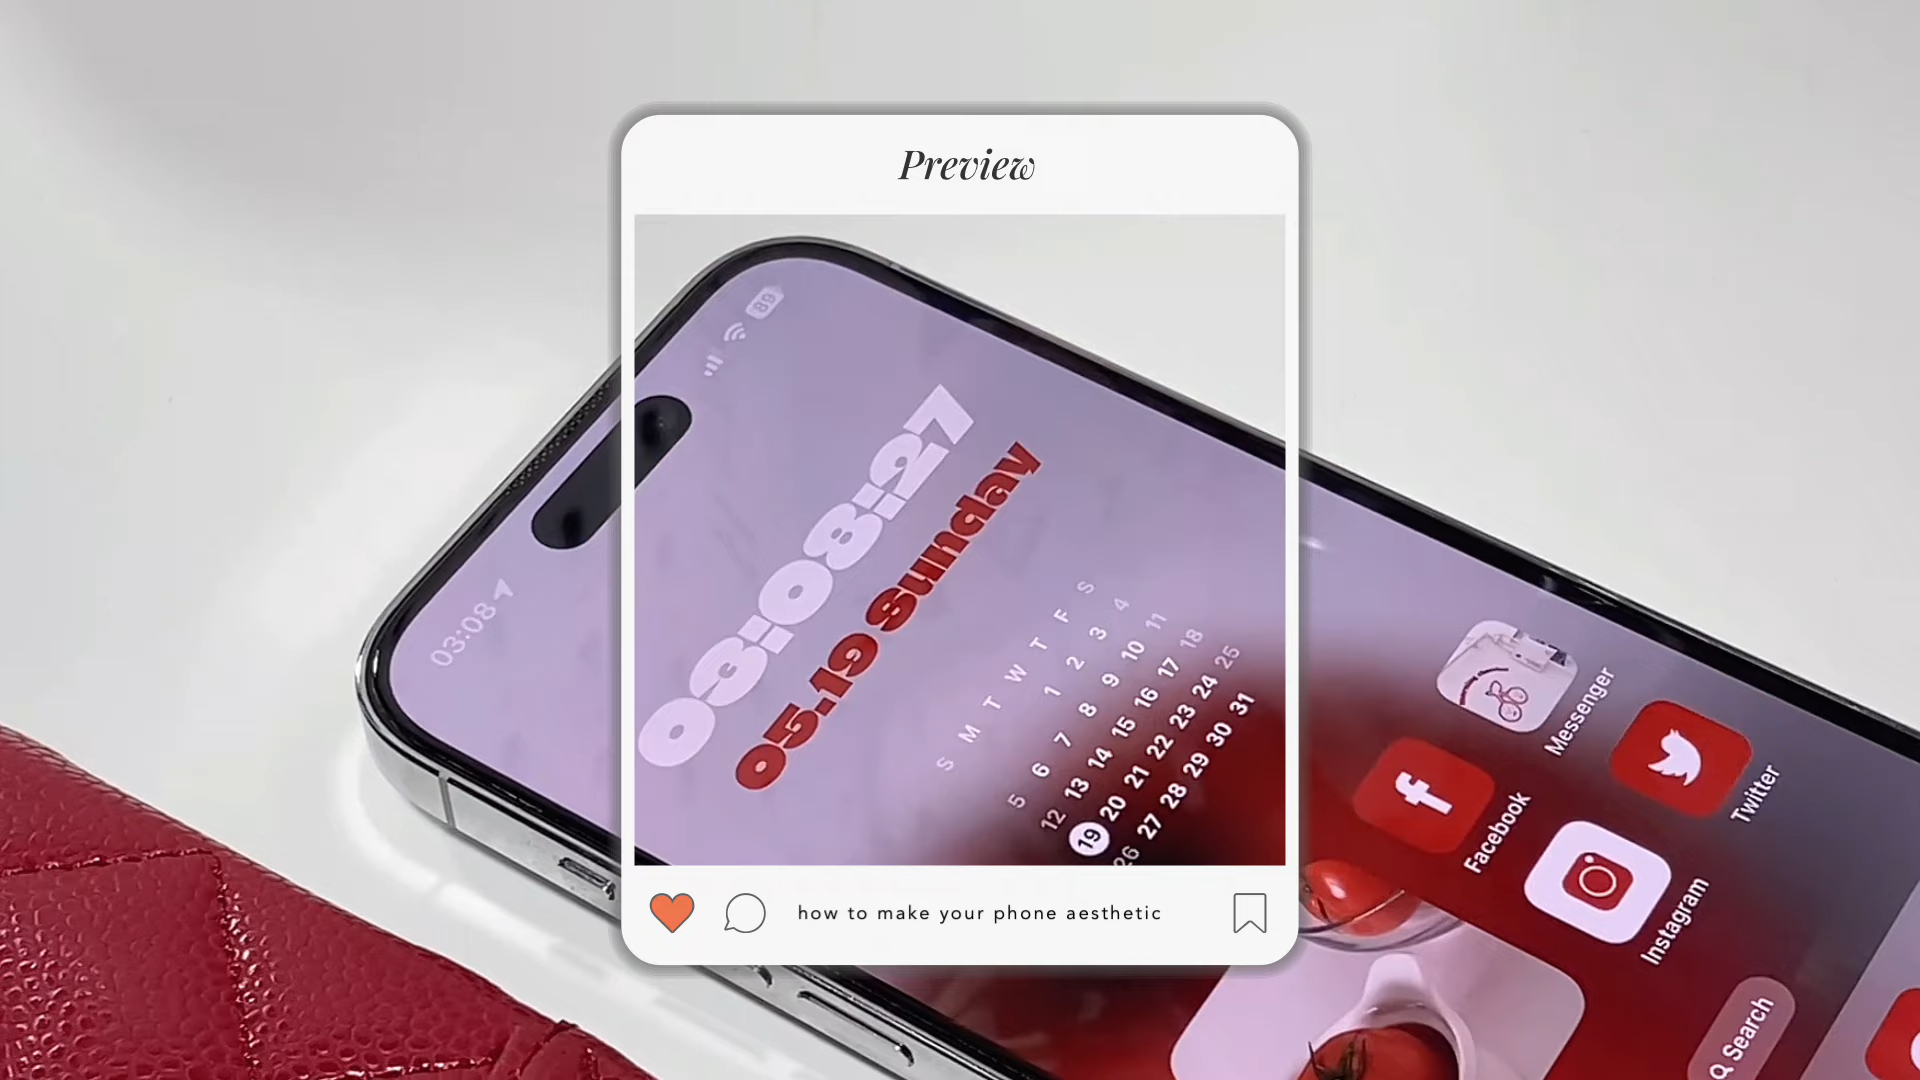 Preview
89
03:08
03:08:27
05.19 Sunday
S M T W T F S
1 2 3 4
5 6 7 8 9 10 11
12 13 14 15 16 17 18
19 20 21 22 23 24 25
26 27 28 29 30 31
Messenger
Facebook
Twitter
Instagram
Search
how to make your phone aesthetic